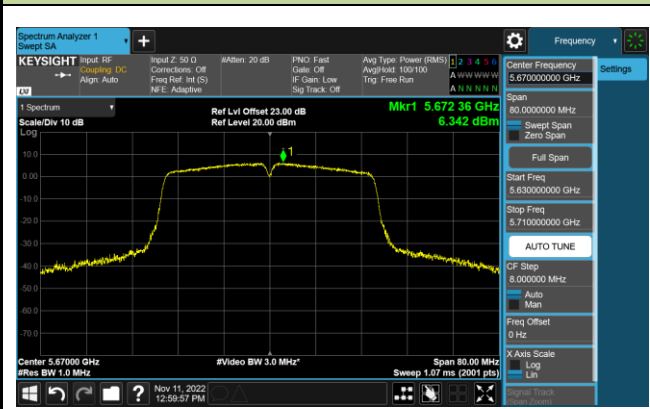 Spectrum Analyzer 1
Swept SA
Frequency
KEYSIGHT
Input: RF
Coupling: DC
Align: Auto
Input Z: 50 Ω
Corrections: Off
Freq Ref: Int (S)
NFE: Adaptive
#Atten: 20 dB
PNO: Fast
Gate: Off
IF Gain: Low
Sig Track: Off
Avg Type: Power (RMS)
Avg|Hold: 100/100
Trig: Free Run
1 2 3 4 5 6
A W W W W W
A N N N N N
LXI
1 Spectrum
Scale/Div 10 dB
Log
Ref Lvl Offset 23.00 dB
Ref Level 20.00 dBm
Mkr1 5.672 36 GHz
6.342 dBm
1
10.0
0.00
-10.0
-20.0
-30.0
-40.0
-50.0
-60.0
-70.0
Center 5.67000 GHz
#Res BW 1.0 MHz
#Video BW 3.0 MHz*
Span 80.00 MHz
Sweep 1.07 ms (2001 pts)
Nov 11, 2022
12:59:57 PM
Center Frequency
5.670000000 GHz
Settings
Span
80.0000000 MHz
Swept Span
Zero Span
Full Span
Start Freq
5.630000000 GHz
Stop Freq
5.710000000 GHz
AUTO TUNE
CF Step
8.000000 MHz
Auto
Man
Freq Offset
0 Hz
X Axis Scale
Log
Lin
Signal Track
(Span Zoom)